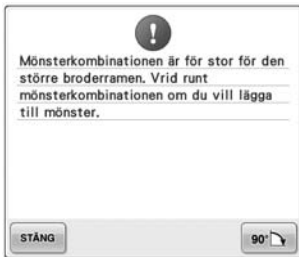 Mönsterkombinationen är för stor för den
större broderramen. Vrid runt
mönsterkombinationen om du vill lägga
till mönster.
STÄNG
90°